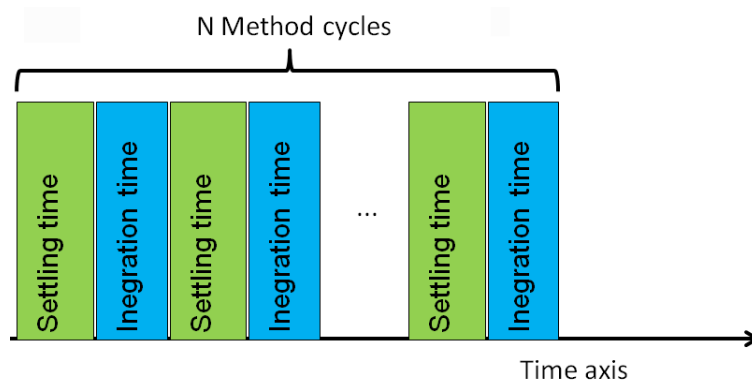 N Method cycles
Settling time
Inegration time
Settling time
Inegration time
...
Settling time
Inegration time
Time axis